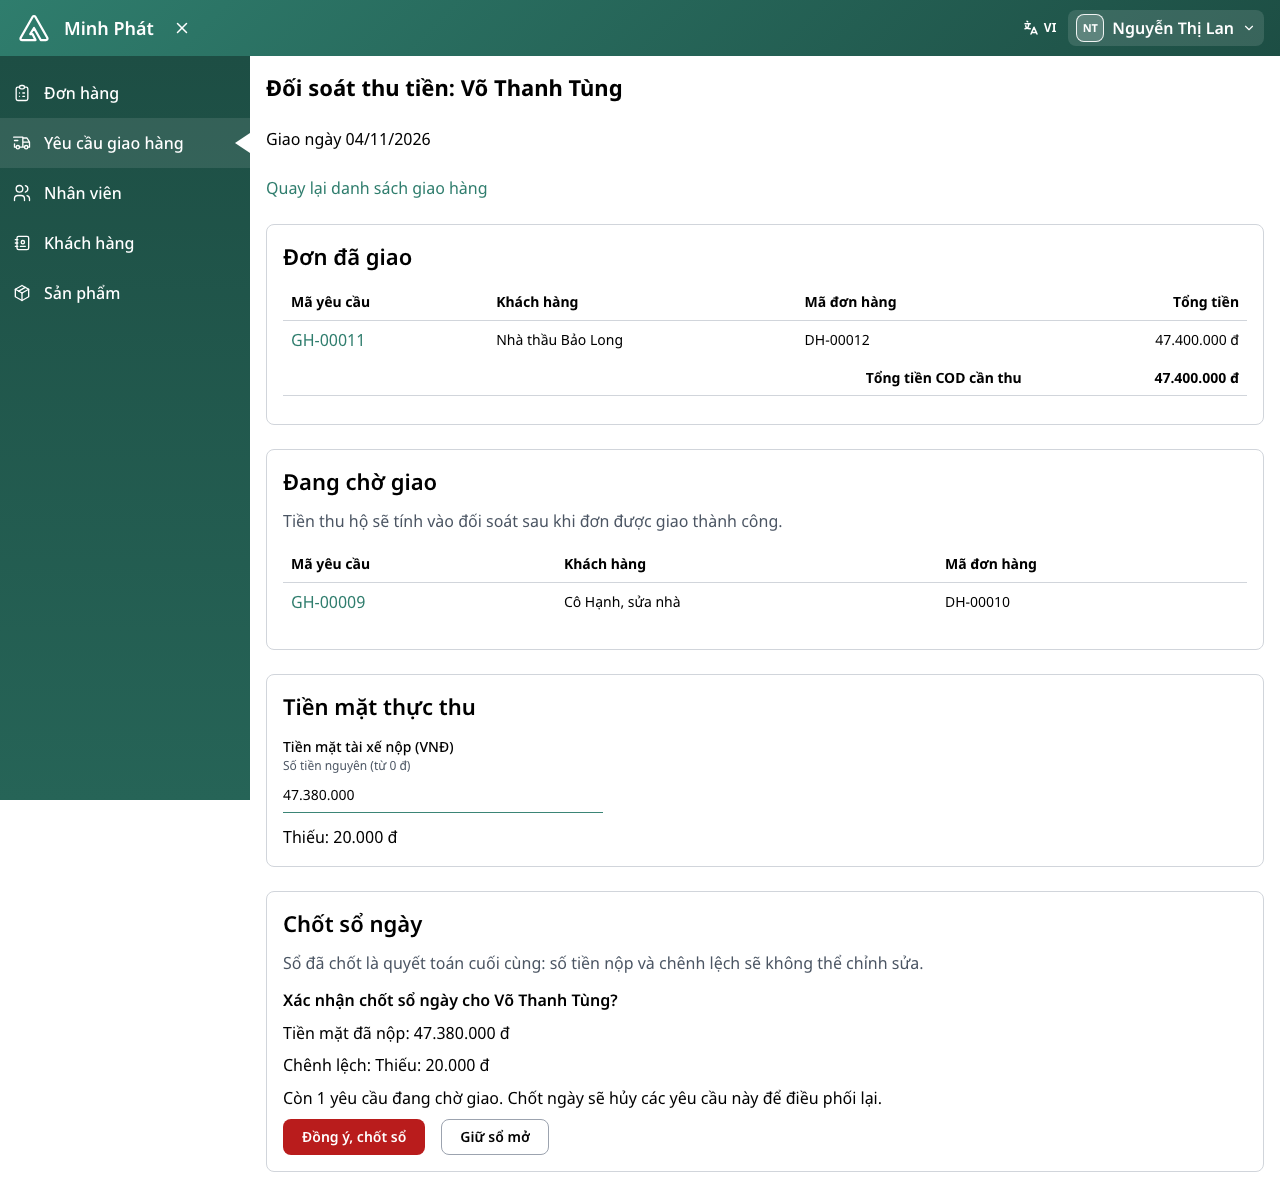 Minh Phát
VI
NT Nguyễn Thị Lan
Đơn hàng
Yêu cầu giao hàng
Nhân viên
Khách hàng
Sản phẩm
Đối soát thu tiền: Võ Thanh Tùng
Giao ngày 04/11/2026
Quay lại danh sách giao hàng
Đơn đã giao
Mã yêu cầu Khách hàng Mã đơn hàng Tổng tiền
GH-00011 Nhà thầu Bảo Long DH-00012 47.400.000 đ
Tổng tiền COD cần thu 47.400.000 đ
Đang chờ giao
Tiền thu hộ sẽ tính vào đối soát sau khi đơn được giao thành công.
Mã yêu cầu Khách hàng Mã đơn hàng
GH-00009 Cô Hạnh, sửa nhà DH-00010
Tiền mặt thực thu
Tiền mặt tài xế nộp (VNĐ)
Số tiền nguyên (từ 0 đ)
47.380.000
Thiếu: 20.000 đ
Chốt sổ ngày
Sổ đã chốt là quyết toán cuối cùng: số tiền nộp và chênh lệch sẽ không thể chỉnh sửa.
Xác nhận chốt sổ ngày cho Võ Thanh Tùng?
Tiền mặt đã nộp: 47.380.000 đ
Chênh lệch: Thiếu: 20.000 đ
Còn 1 yêu cầu đang chờ giao. Chốt ngày sẽ hủy các yêu cầu này để điều phối lại.
Đồng ý, chốt sổ
Giữ sổ mở